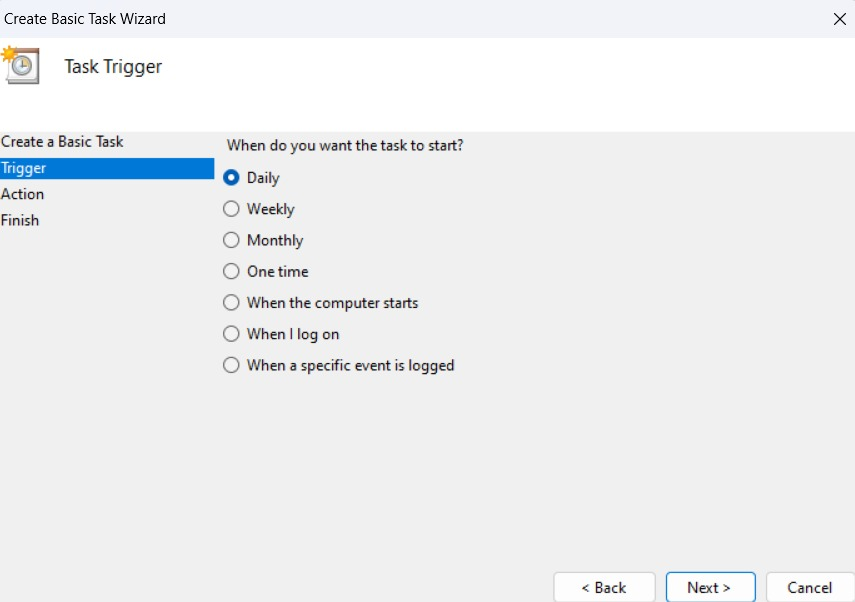 Create Basic Task Wizard
Task Trigger
Create a Basic Task
Trigger
Action
Finish
When do you want the task to start?
Daily
Weekly
Monthly
One time
When the computer starts
When I log on
When a specific event is logged
< Back
Next >
Cancel